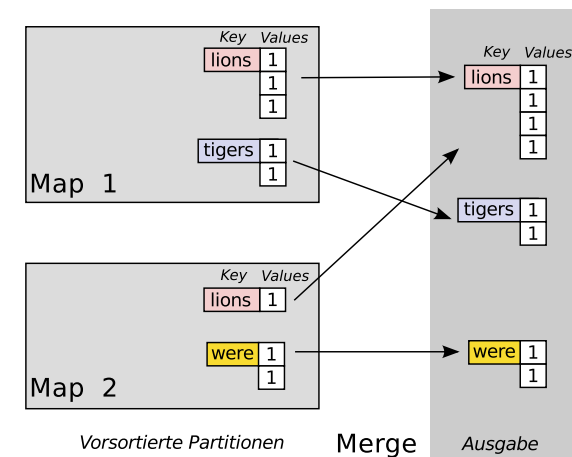 Key Values
lions 1
1
1
tigers 1
1
Map 1
Key Values
lions 1
were 1
1
Map 2
Vorsortierte Partitionen
Merge
Key Values
lions 1
1
1
1
tigers 1
1
were 1
1
Ausgabe